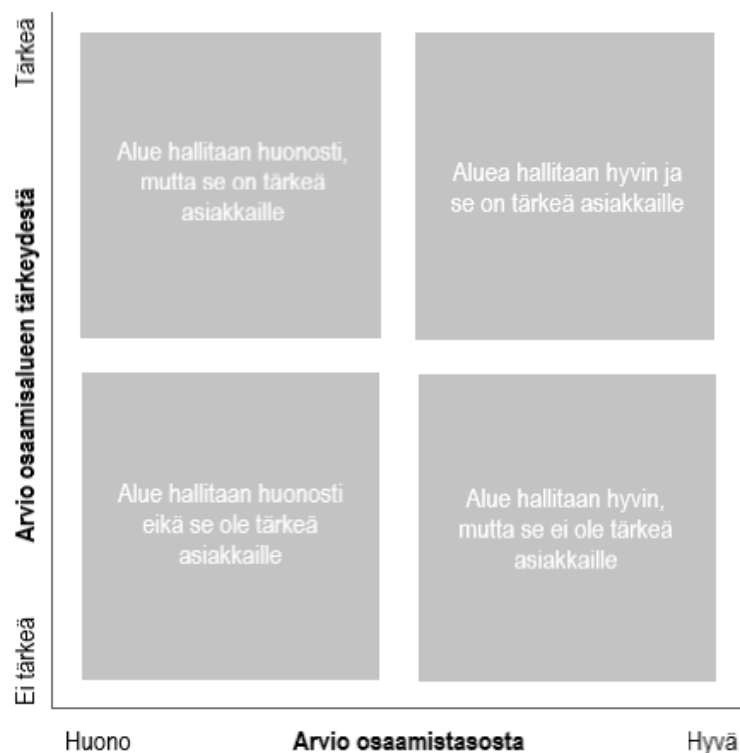 Tärkeä
Arvio osaamisalueen tärkeydestä
Ei tärkeä
Alue hallitaan huonosti,
mutta se on tärkeä
asiakkaille
Aluea hallitaan hyvin ja
se on tärkeä asiakkaille
Alue hallitaan huonosti
eikä se ole tärkeä
asiakkaille
Alue hallitaan hyvin,
mutta se ei ole tärkeä
asiakkaille
Huono
Arvio osaamistasosta
Hyvä